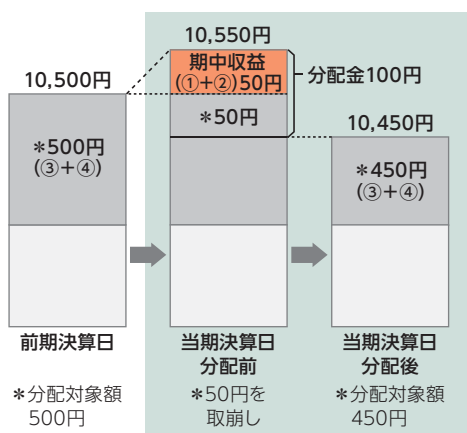 10,500円
＊500円
(③+④)
前期決算日
＊分配対象額
500円
10,550円
期中収益
(①+②)50円
分配金100円
＊50円
当期決算日
分配前
＊50円を
取崩し
10,450円
＊450円
(③+④)
当期決算日
分配後
＊分配対象額
450円